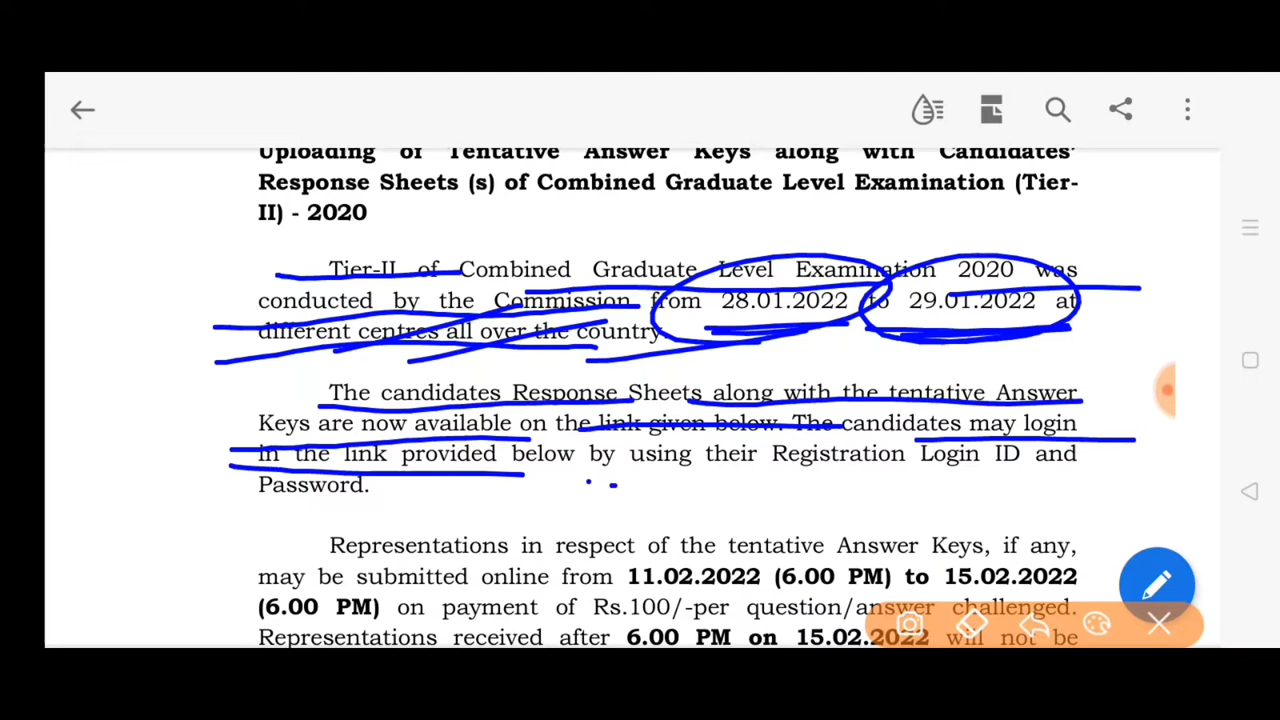 Uploading of Tentative Answer Keys along with Candidates'
Response Sheets (s) of Combined Graduate Level Examination (Tier-
II) - 2020
Tier-II of Combined Graduate Level Examination 2020 was
conducted by the Commission from 28.01.2022 to 29.01.2022 at
different centres all over the country.
The candidates Response Sheets along with the tentative Answer
Keys are now available on the link given below. The candidates may login
in the link provided below by using their Registration Login ID and
Password.
Representations in respect of the tentative Answer Keys, if any,
may be submitted online from 11.02.2022 (6.00 PM) to 15.02.2022
(6.00 PM) on payment of Rs.100/-per question/answer challenged.
Representations received after 6.00 PM on 15.02.2022 will not be